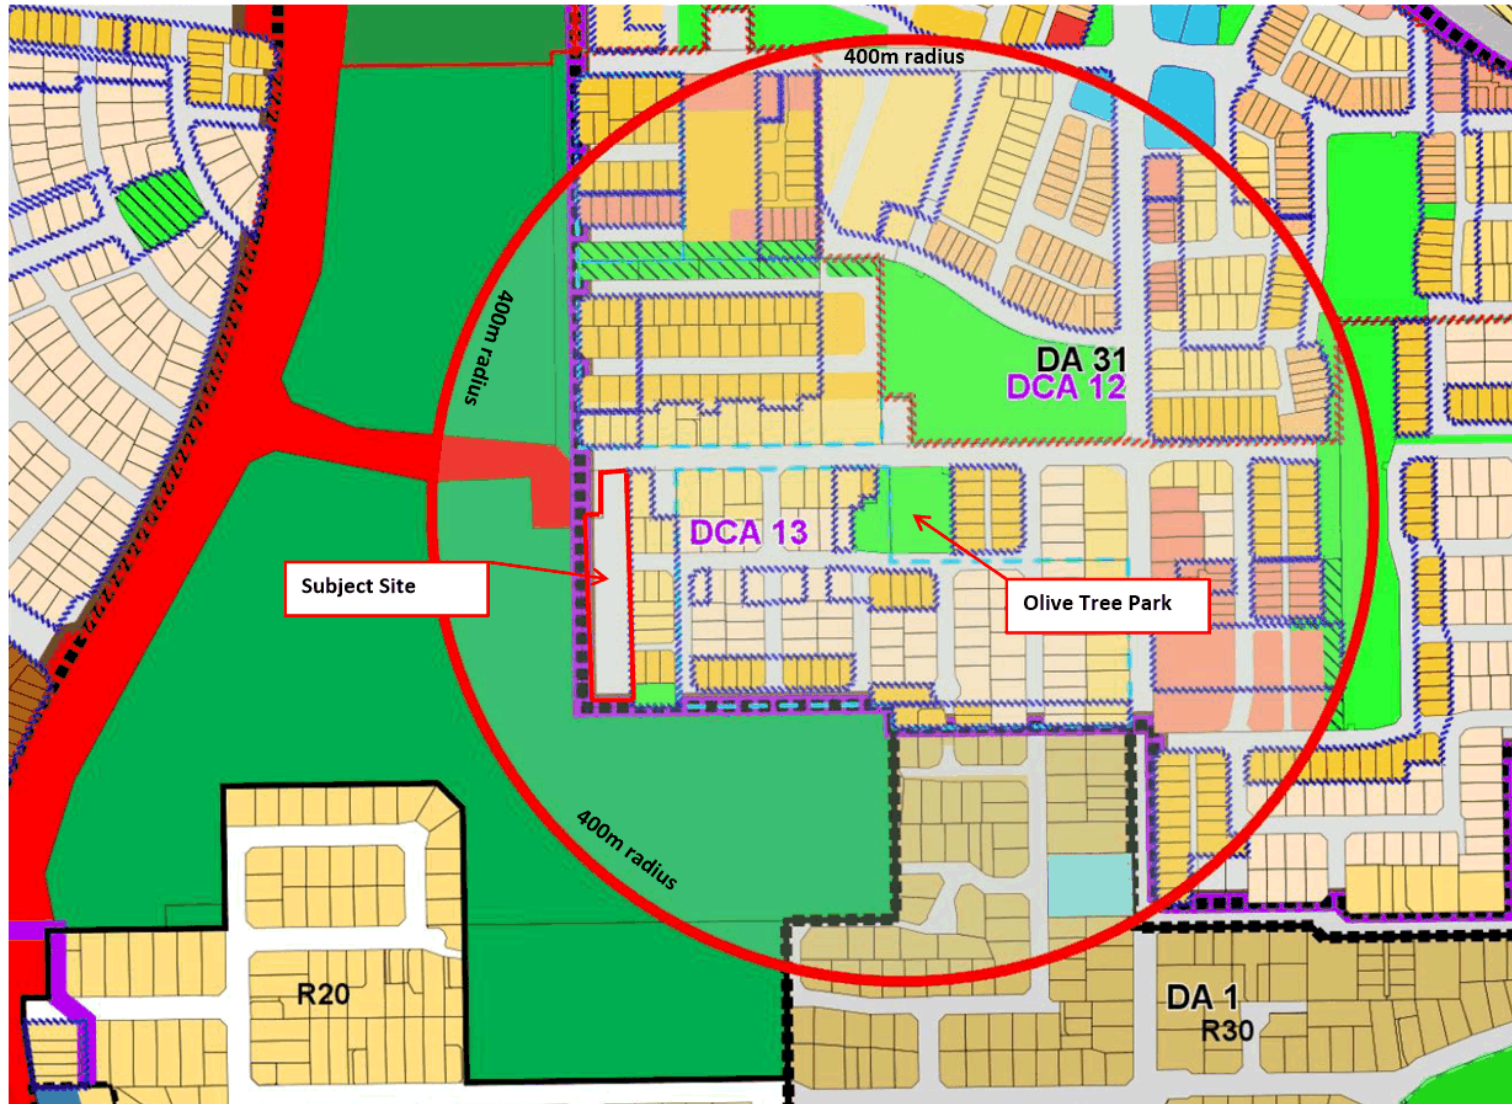 400m radius
400m radius
DA 31
DCA 12
DCA 13
Subject Site
Olive Tree Park
400m radius
R20
DA 1
R30